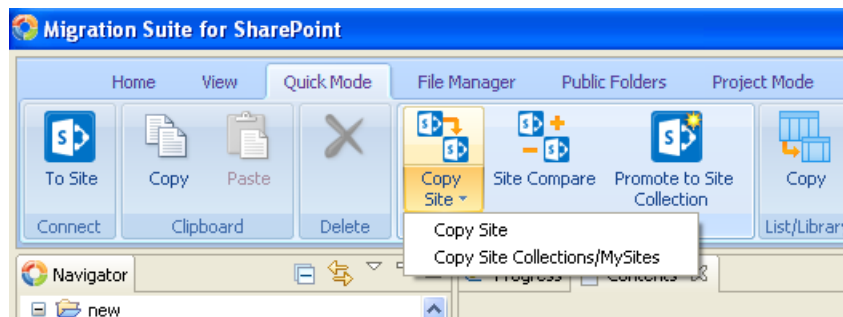 Migration Suite for SharePoint
Home View Quick Mode File Manager Public Folders Project Mode
To Site Copy Paste Copy Site Site Compare Promote to Site Collection Copy
Connect Clipboard Delete List/Library
Copy Site
Copy Site Collections/MySites
Navigator Progress Contents
new